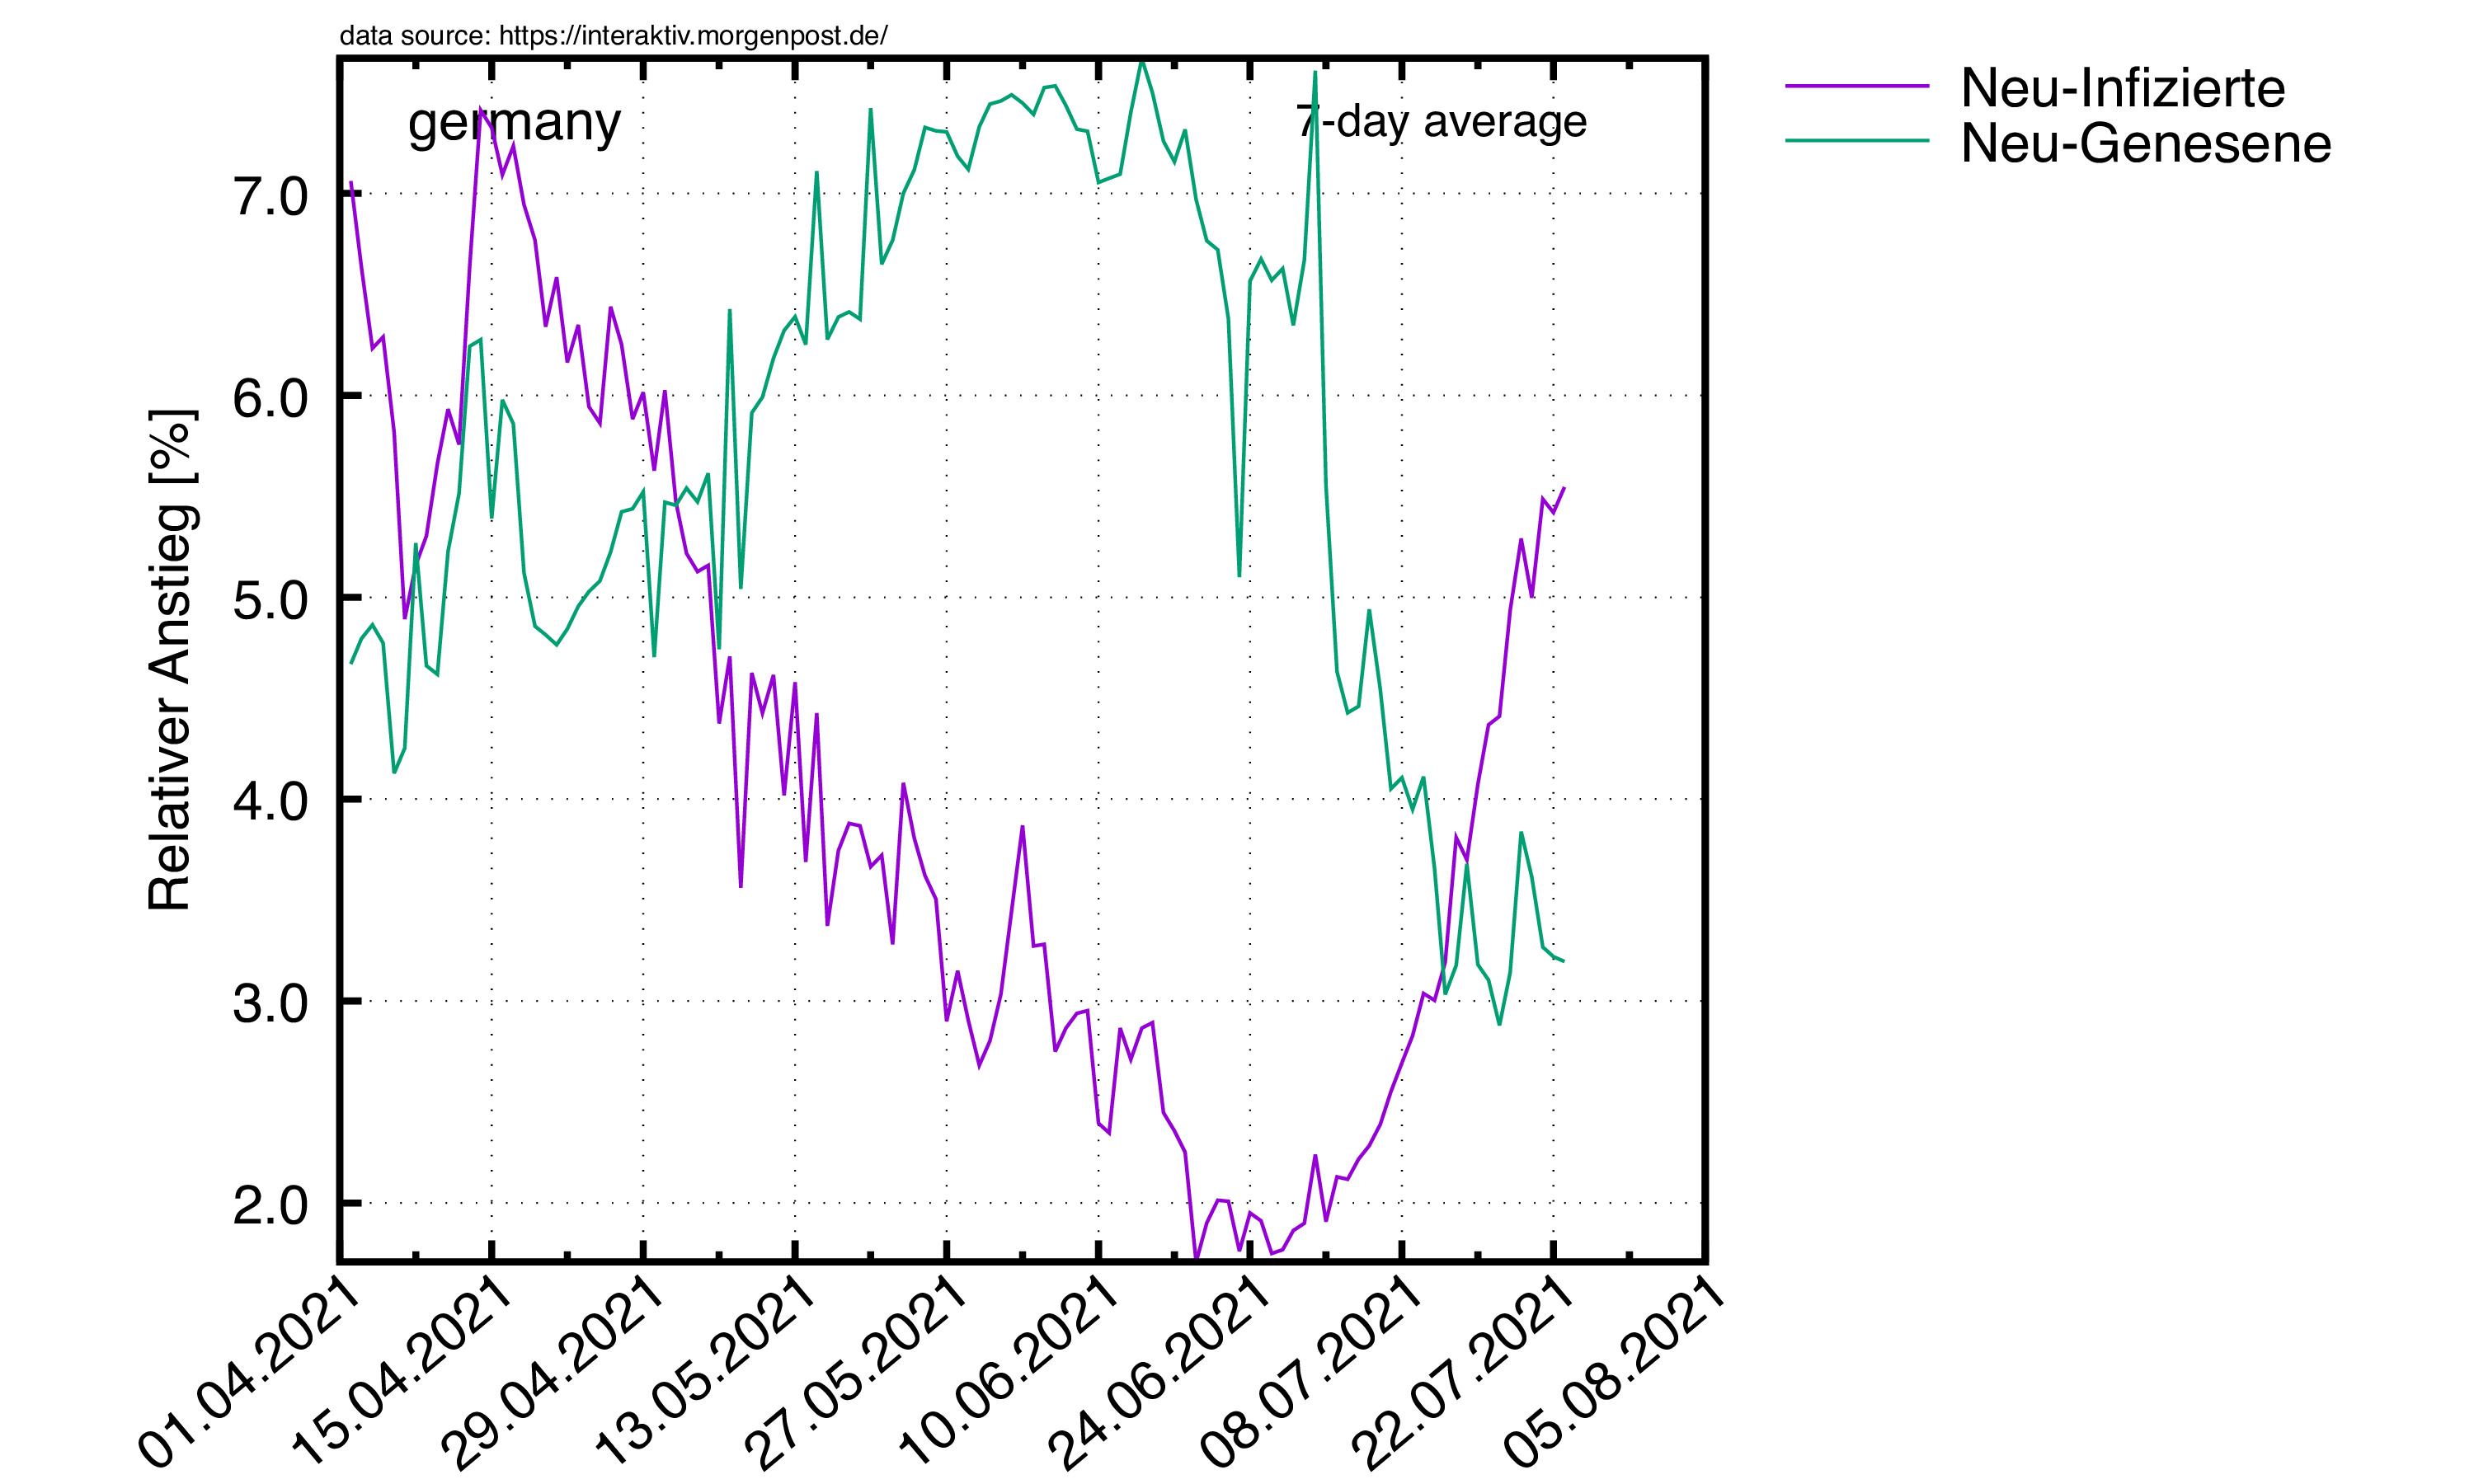 data source: https://interaktiv.morgenpost.de/
germany
7-day average
Neu-Infizierte
Neu-Genesene
Relativer Anstieg [%]
7.0
6.0
5.0
4.0
3.0
2.0
01.04.2021
15.04.2021
29.04.2021
13.05.2021
27.05.2021
10.06.2021
24.06.2021
08.07.2021
22.07.2021
05.08.2021